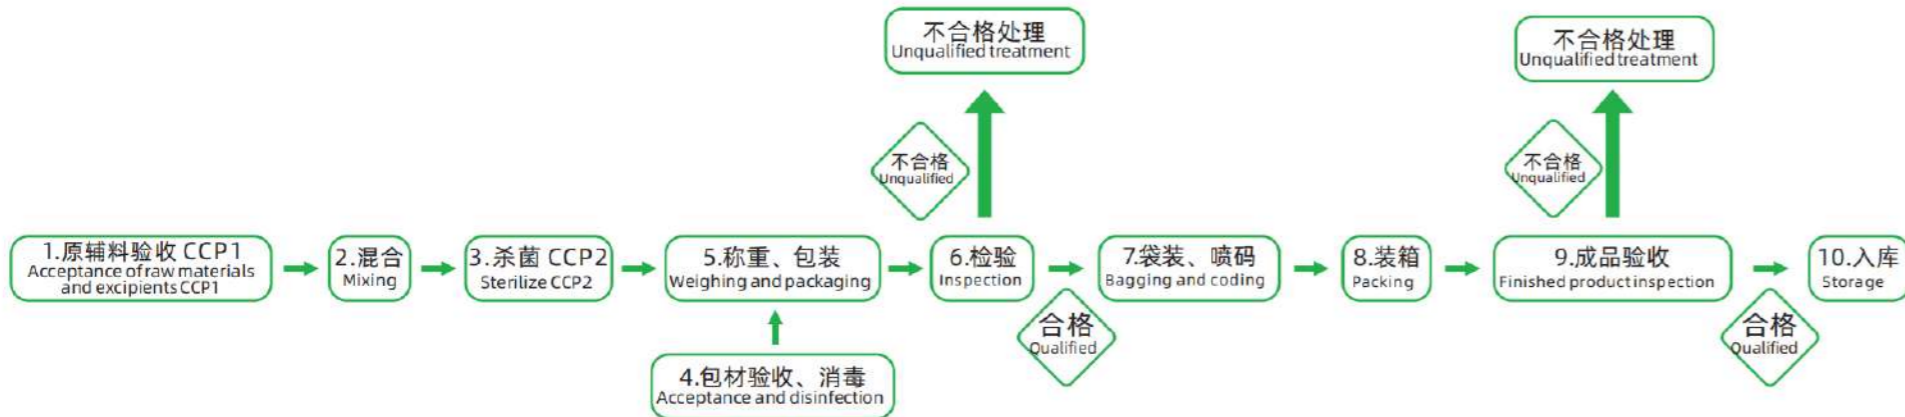 不合格处理
Unqualified treatment
不合格处理
Unqualified treatment
不合格
Unqualified
不合格
Unqualified
1.原辅料验收 CCP1
Acceptance of raw materials
and excipients CCP1
2.混合
Mixing
3.杀菌 CCP2
Sterilize CCP2
5.称重、包装
Weighing and packaging
6.检验
Inspection
7.袋装、喷码
Bagging and coding
8.装箱
Packing
9.成品验收
Finished product inspection
10.入库
Storage
合格
Qualified
合格
Qualified
4.包材验收、消毒
Acceptance and disinfection